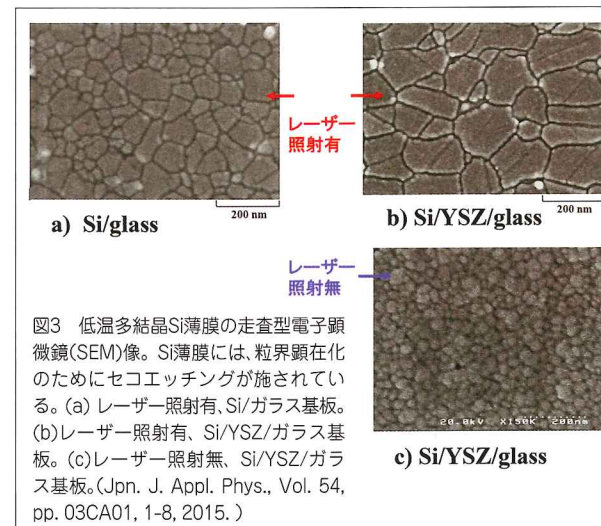 レーザー
照射有
200 nm
200 nm
a) Si/glass
b) Si/YSZ/glass
レーザー
照射無
図3 低温多結晶Si薄膜の走査型電子顕
微鏡(SEM)像。Si薄膜には、粒界顕在化
のためにセコエッチングが施されてい
る。(a) レーザー照射有、Si/ガラス基板。
(b)レーザー照射有、 Si/YSZ/ガラス基
板。(c)レーザー照射無、 Si/YSZ/ガラ
ス基板。(Jpn. J. Appl. Phys., Vol. 54,
pp. 03CA01, 1-8, 2015. )
20.0kV X150K 200nm
c) Si/YSZ/glass